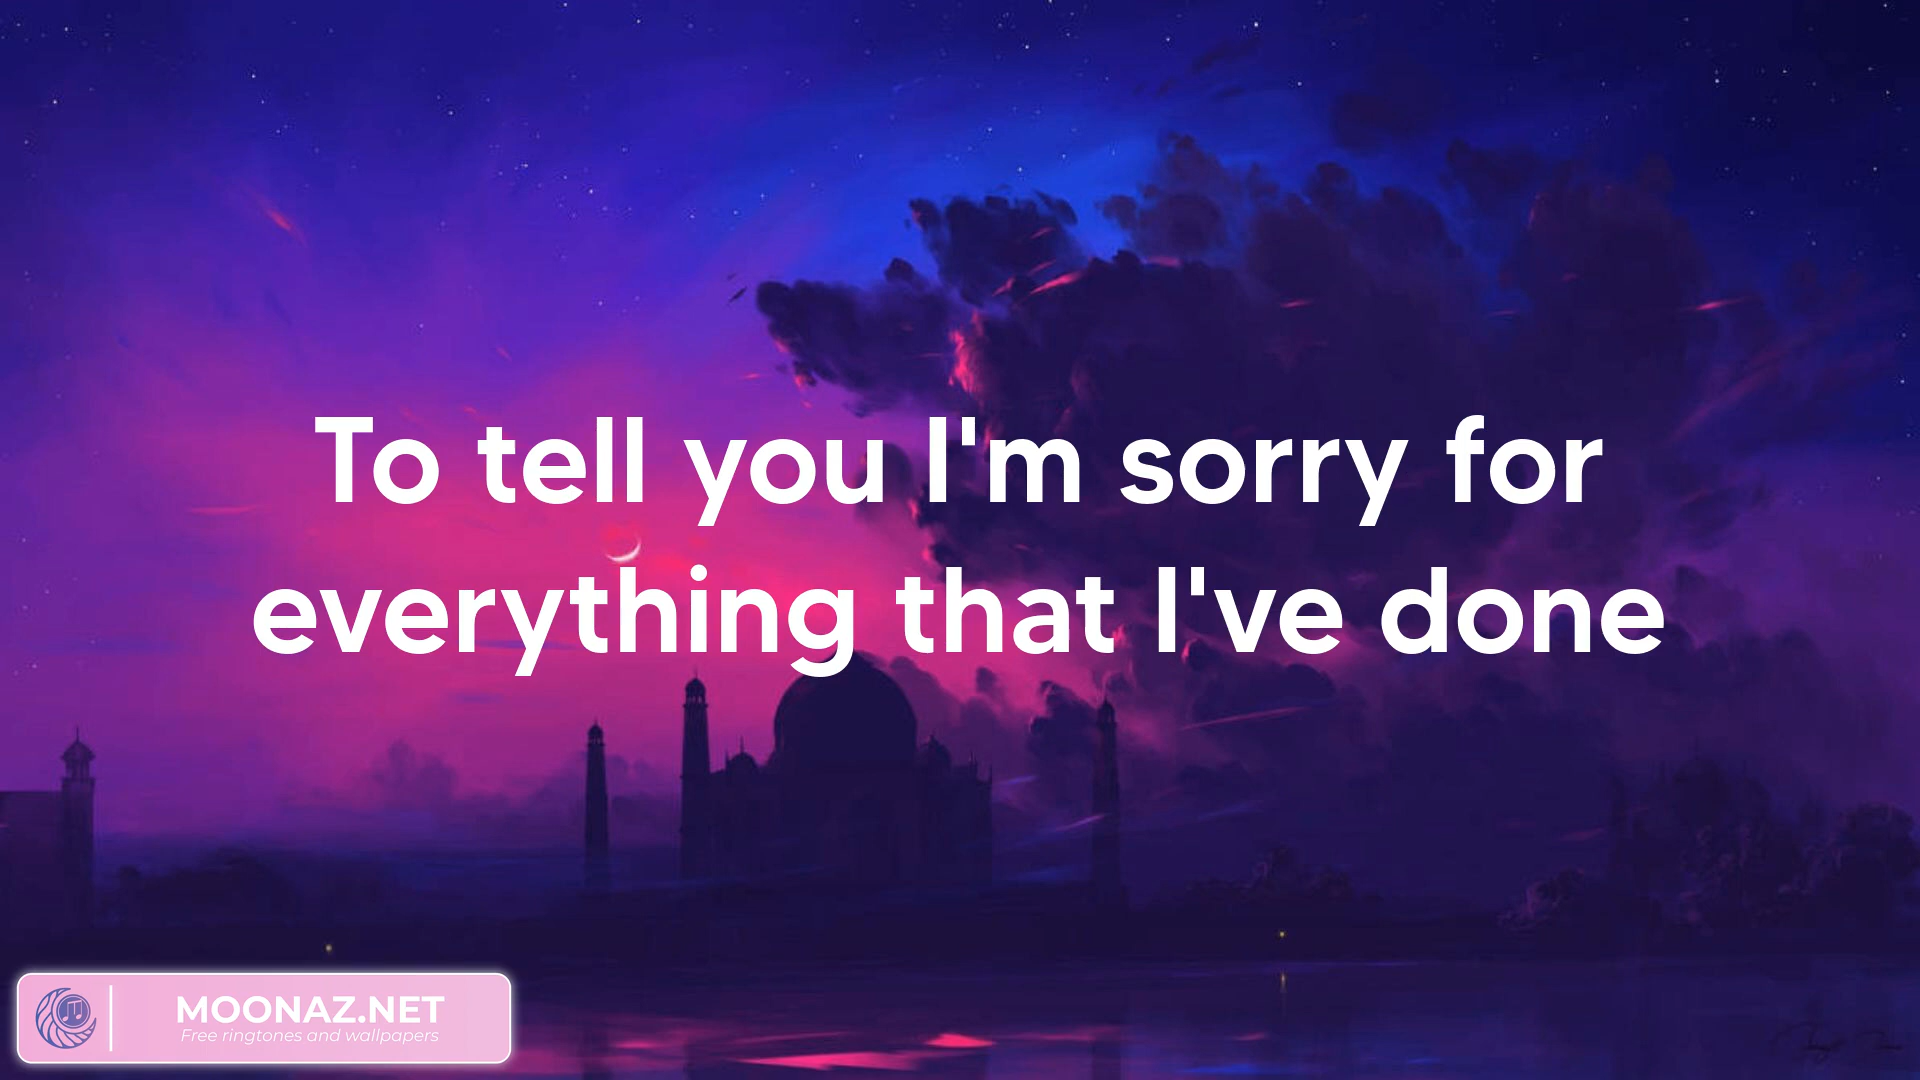 To tell you I'm sorry for
everything that I've done
MOONAZ.NET
Free ringtones and wallpapers